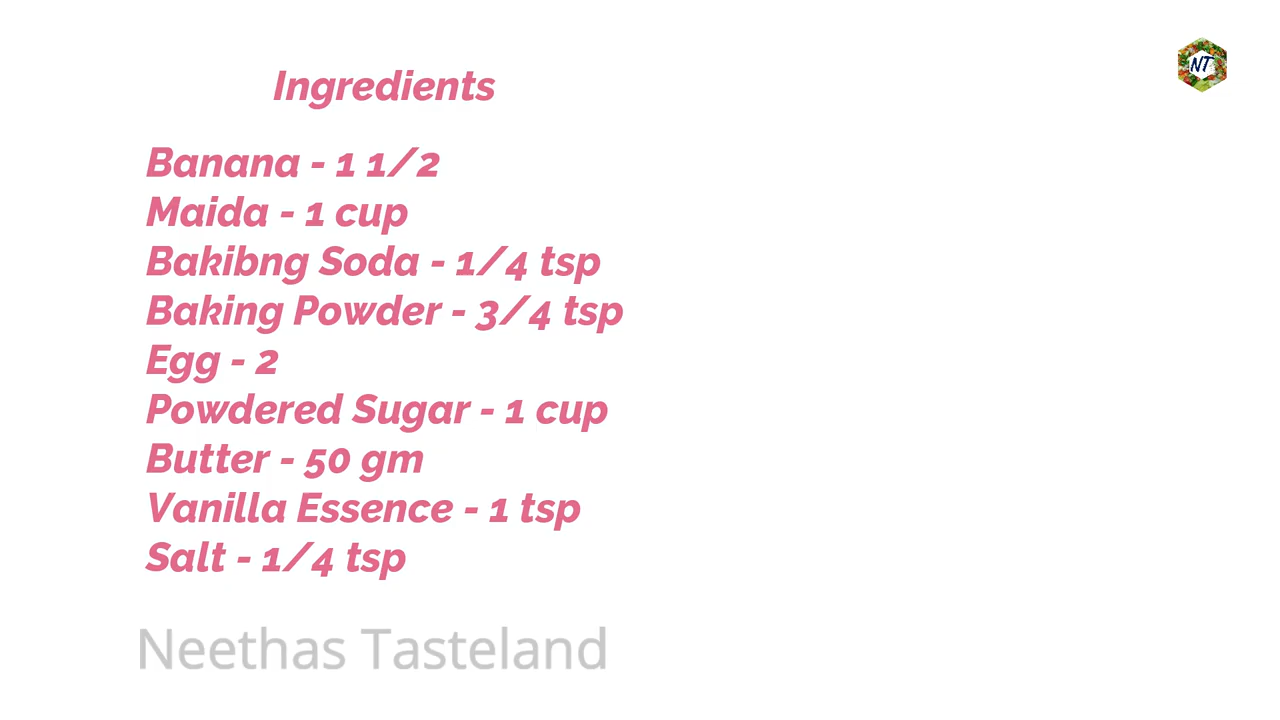 NT
Ingredients
Banana - 1 1/2
Maida - 1 cup
Bakibng Soda - 1/4 tsp
Baking Powder - 3/4 tsp
Egg - 2
Powdered Sugar - 1 cup
Butter - 50 gm
Vanilla Essence - 1 tsp
Salt - 1/4 tsp
Neethas Tasteland